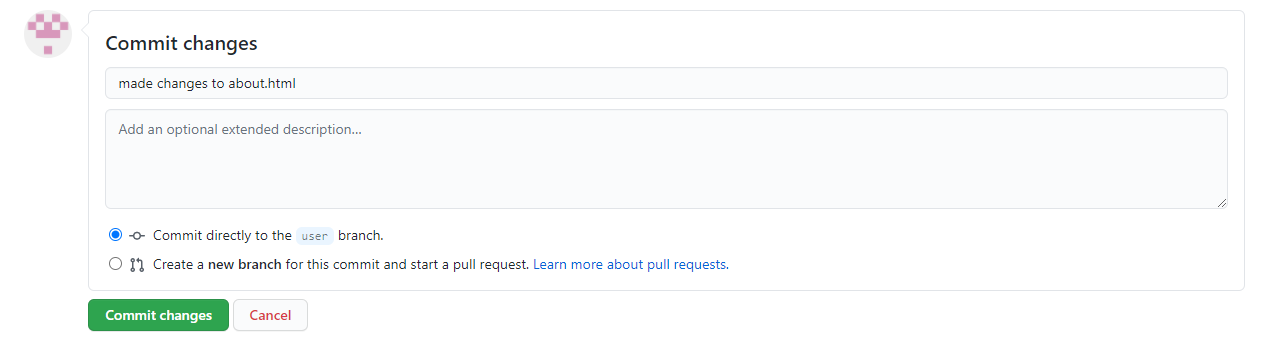 Commit changes
made changes to about.html
Add an optional extended description...
Commit directly to the user branch.
Create a new branch for this commit and start a pull request. Learn more about pull requests.
Commit changes Cancel